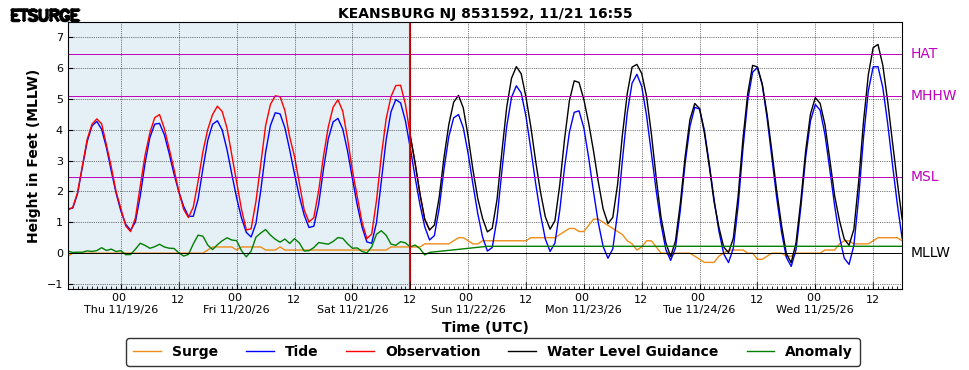 ETSURGE
KEANSBURG NJ 8531592, 11/21 16:55
Height in Feet (MLLW)
7
6
5
4
3
2
1
0
−1
HAT
MHHW
MSL
MLLW
00 12 00 12 00 12 00 12 00 12 00 12 00 12
Thu 11/19/26 Fri 11/20/26 Sat 11/21/26 Sun 11/22/26 Mon 11/23/26 Tue 11/24/26 Wed 11/25/26
Time (UTC)
Surge Tide Observation Water Level Guidance Anomaly